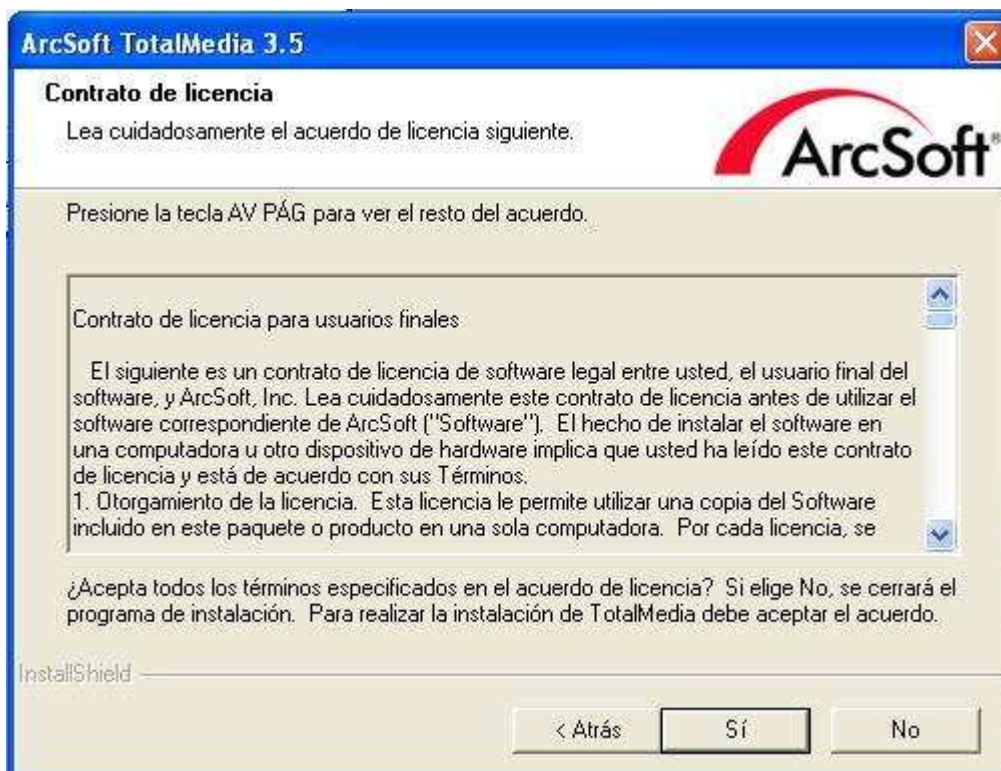 ArcSoft TotalMedia 3.5
Contrato de licencia
Lea cuidadosamente el acuerdo de licencia siguiente.
ArcSoft®
Presione la tecla AV PÁG para ver el resto del acuerdo.
Contrato de licencia para usuarios finales
El siguiente es un contrato de licencia de software legal entre usted, el usuario final del
software, y ArcSoft, Inc. Lea cuidadosamente este contrato de licencia antes de utilizar el
software correspondiente de ArcSoft ("Software"). El hecho de instalar el software en
una computadora u otro dispositivo de hardware implica que usted ha leído este contrato
de licencia y está de acuerdo con sus Términos.
1. Otorgamiento de la licencia. Esta licencia le permite utilizar una copia del Software
incluido en este paquete o producto en una sola computadora. Por cada licencia, se
¿Acepta todos los términos especificados en el acuerdo de licencia? Si elige No, se cerrará el
programa de instalación. Para realizar la instalación de TotalMedia debe aceptar el acuerdo.
InstallShield
< Atrás
Sí
No